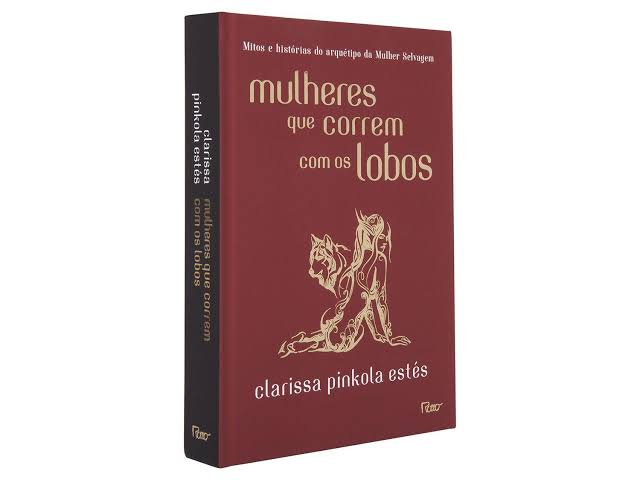 Mitos e histórias do arquétipo da Mulher Selvagem
mulheres
que correm
com os lobos
clarissa pinkola estés
Rocco
clarissa
pinkola estés
mulheres que correm
com os lobos
Rocco